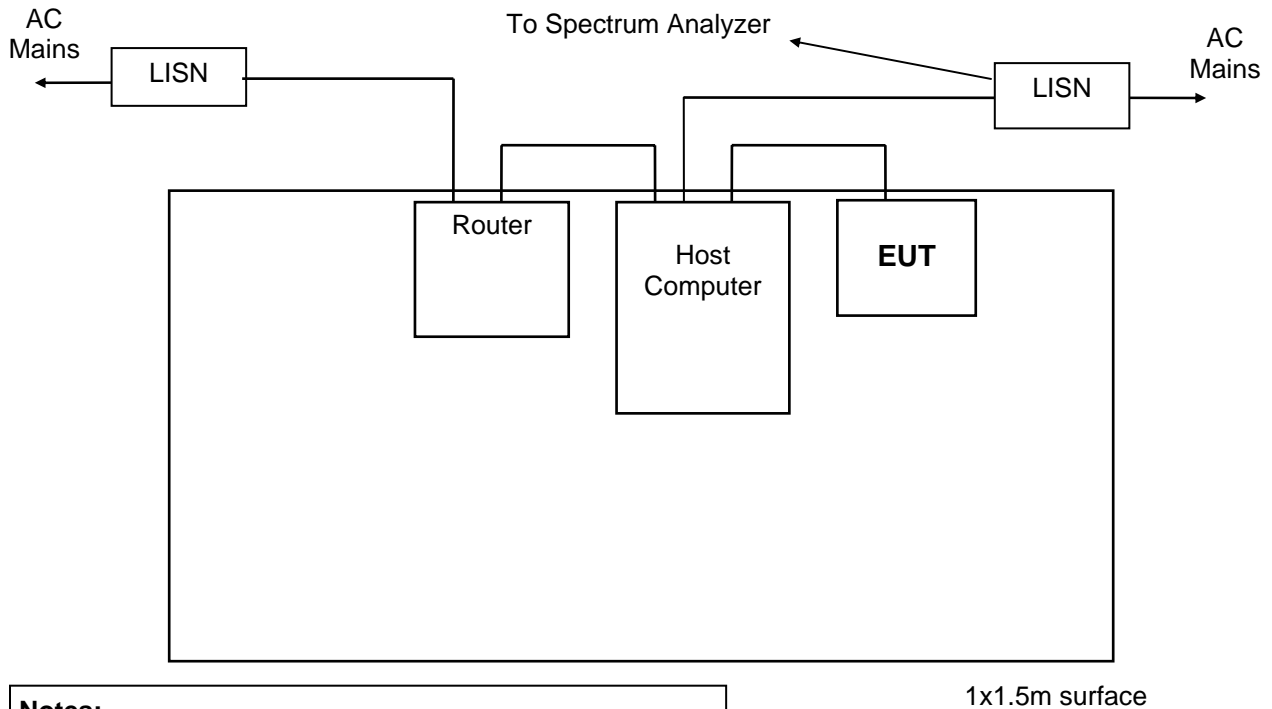 AC
Mains
LISN
To Spectrum Analyzer
AC
Mains
LISN
Router
Host
Computer
EUT
1x1.5m surface
Notes: